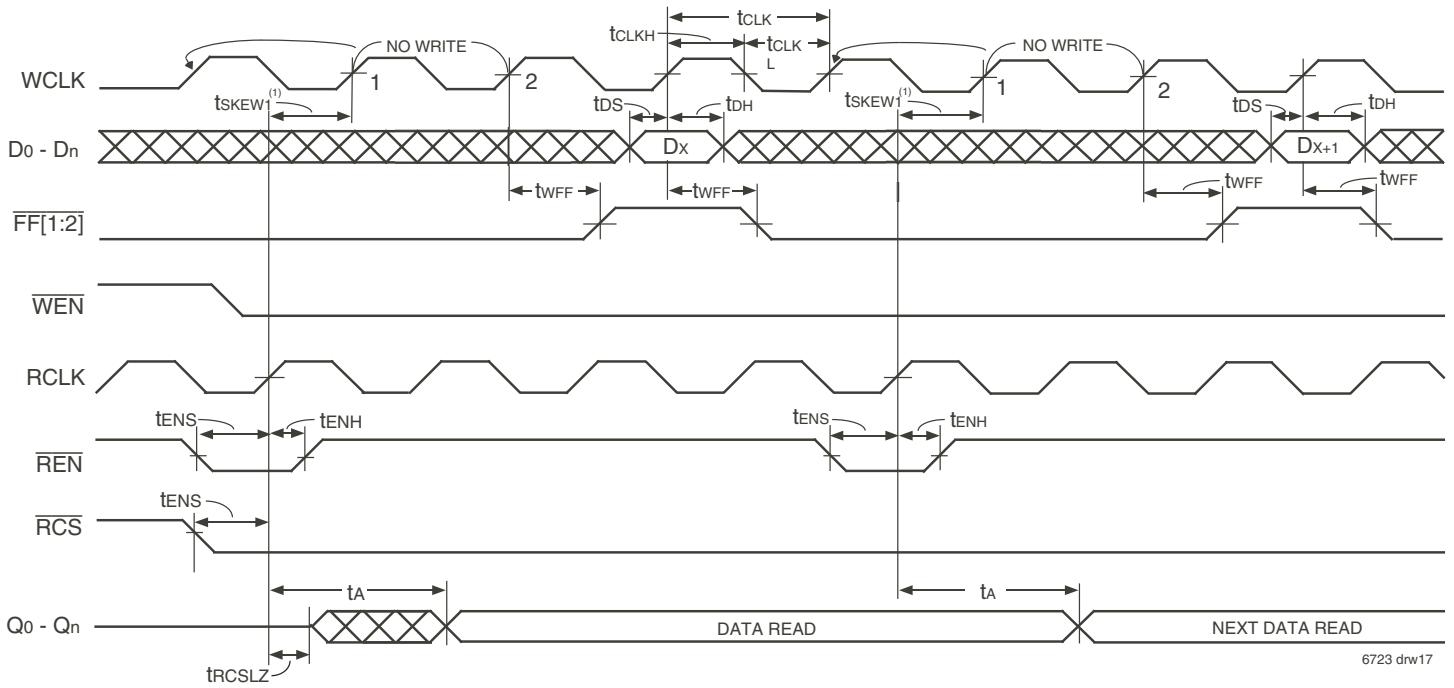 tCLK
tCLKH
tCLK
L
NO WRITE
NO WRITE
WCLK
1
2
1
2
tSKEW1(1)
tDS
tDH
tSKEW1(1)
tDS
tDH
D0 - Dn
DX
DX+1
tWFF
tWFF
tWFF
tWFF
FF[1:2]
WEN
RCLK
tENS
tENH
tENS
tENH
REN
tENS
RCS
tA
tA
Q0 - Qn
DATA READ
NEXT DATA READ
tRCSLZ
6723 drw17